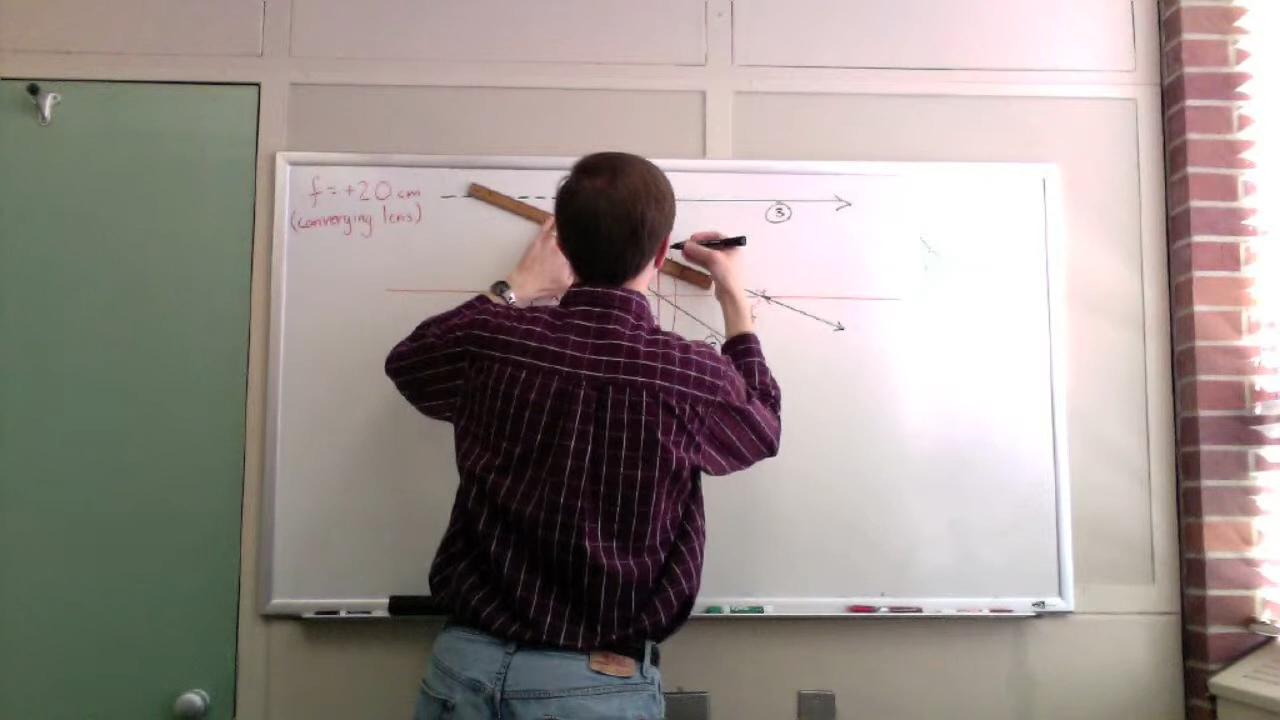 f = +20 cm
(converging lens)
3